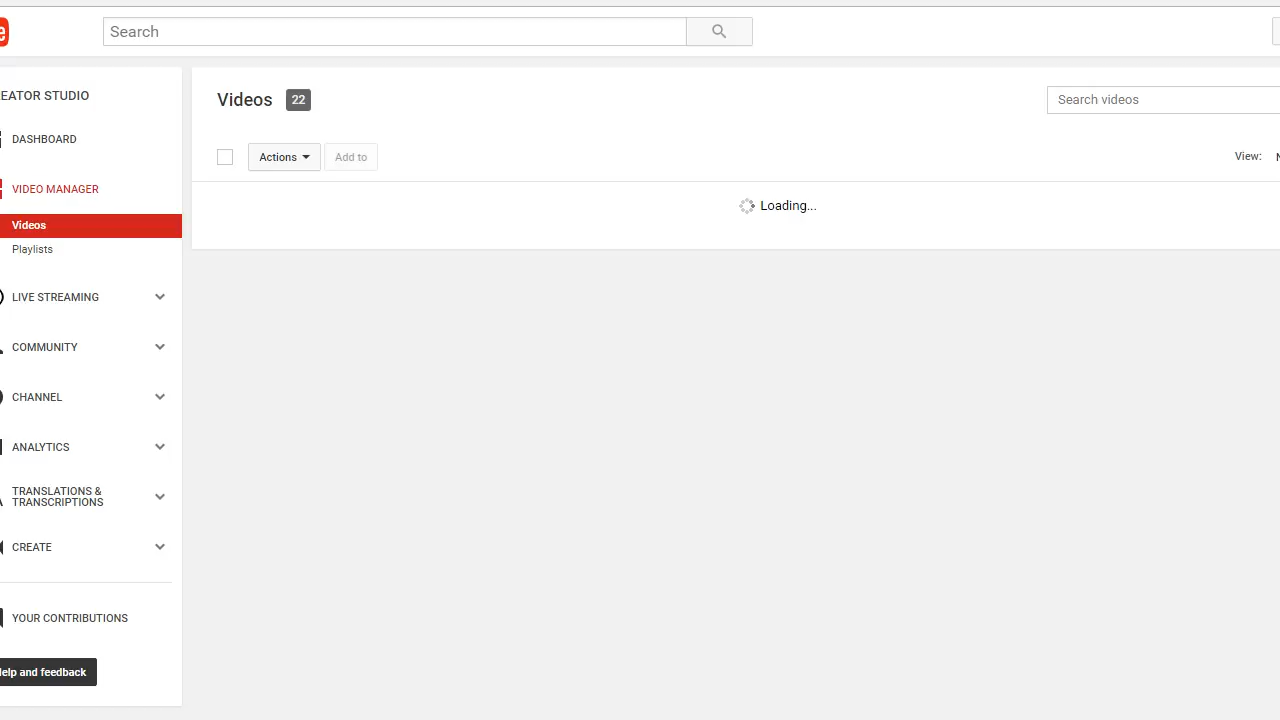 Search
EATOR STUDIO
Videos 22
Search videos
DASHBOARD
Actions Add to
View:
VIDEO MANAGER
Videos
Loading...
Playlists
LIVE STREAMING
COMMUNITY
CHANNEL
ANALYTICS
TRANSLATIONS &
TRANSCRIPTIONS
CREATE
YOUR CONTRIBUTIONS
elp and feedback